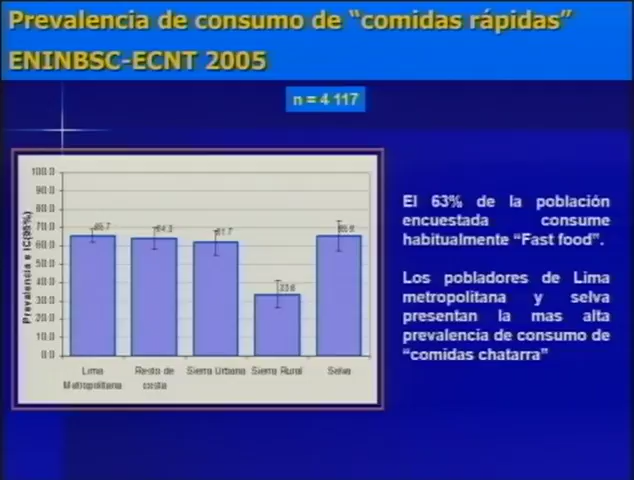 Prevalencia de consumo de “comidas rápidas”
ENINBSC-ECNT 2005
n = 4 117
100.0
90.0
80.0
70.0
60.0
50.0
40.0
30.0
20.0
10.0
0.0
Prevalencia e IC(95%)
65.7
64.3
61.7
33.6
65.6
Lima
Metropolitana
Resto de
costa
Sierra Urbana
Sierra Rural
Selva
El 63% de la población
encuestada consume
habitualmente “Fast food”.
Los pobladores de Lima
metropolitana y selva
presentan la mas alta
prevalencia de consumo de
“comidas chatarra”